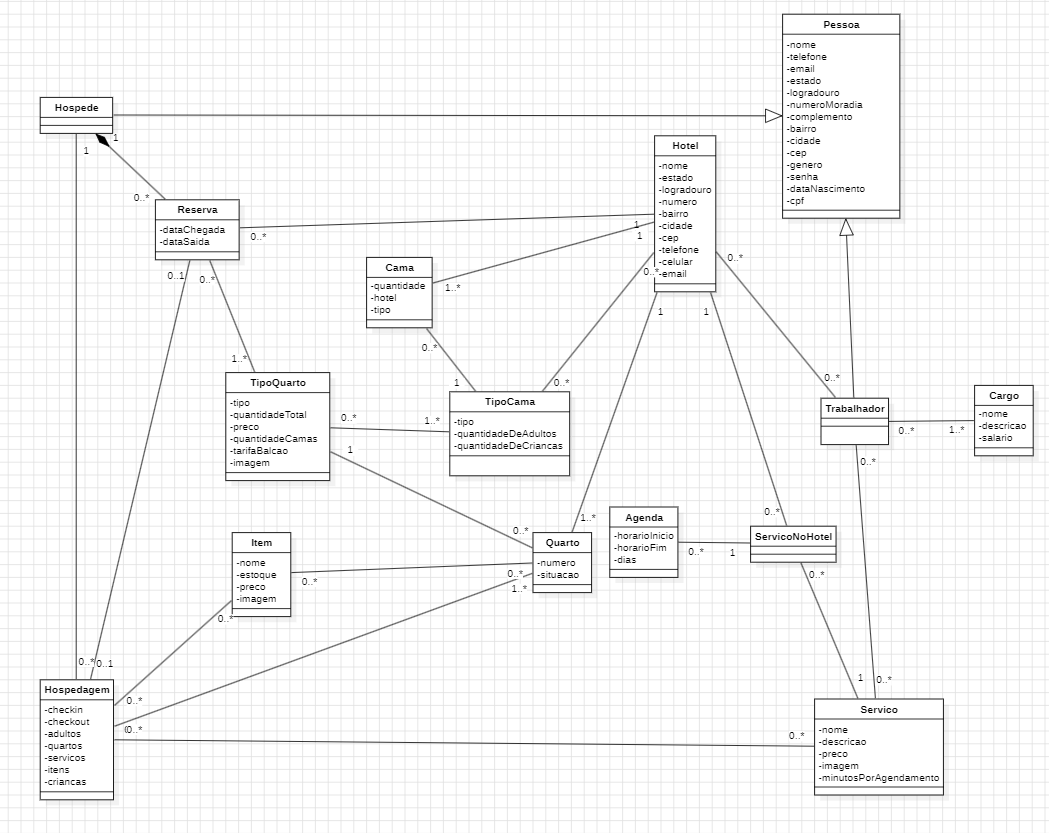 Pessoa
-nome
-telefone
-email
-estado
-logradouro
-numeroMoradia
-complemento
-bairro
-cidade
-cep
-genero
-senha
-dataNascimento
-cpf
Hospede
1
1
0..*
Hotel
-nome
-estado
-logradouro
-numero
-bairro
-cidade
-cep
-telefone
-celular
-email
1
1
0..*
0..*
1
1
Reserva
-dataChegada
-dataSaida
0..*
0..1
0..*
1..*
Cama
-quantidade
-hotel
-tipo
1..*
0..*
1
0..*
0..*
TipoQuarto
-tipo
-quantidadeTotal
-preco
-quantidadeCamas
-tarifaBalcao
-imagem
0..*
1..*
1
TipoCama
-tipo
-quantidadeDeAdultos
-quantidadeDeCriancas
Trabalhador
0..*
1..*
0..*
Cargo
-nome
-descricao
-salario
Item
-nome
-estoque
-preco
-imagem
0..*
0..*
Quarto
-numero
-situacao
0..*
1..*
0..*
1..*
Agenda
-horarioInicio
-horarioFim
-dias
0..*
1
0..*
ServicoNoHotel
0..*
1
0..*
Hospedagem
-checkin
-checkout
-adultos
-quartos
-servicos
-itens
-criancas
0..*
0..1
0..*
0..*
0..*
Servico
-nome
-descricao
-preco
-imagem
-minutosPorAgendamento